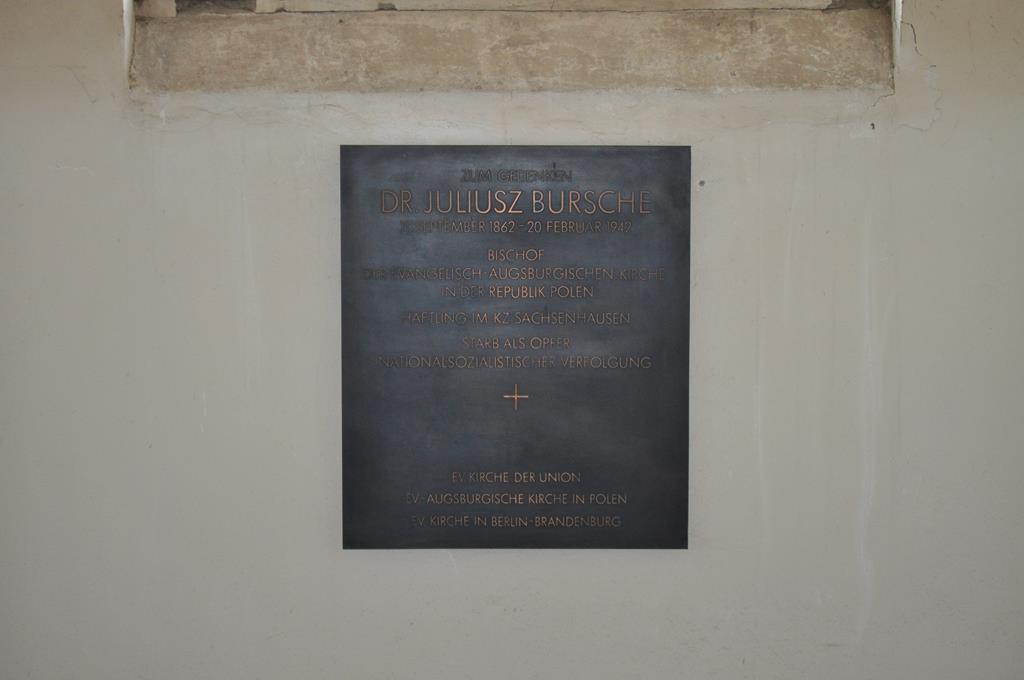 ZUM GEDENKEN
DR. JULIUSZ BURSCHE
SEPTEMBER 1862 - 20 FEBRUAR 1942
BISCHOF
DER EVANGELISCH-AUGSBURGISCHEN KIRCHE
IN DER REPUBLIK POLEN
HÄFTLING IM KZ SACHSENHAUSEN
STARB ALS OPFER
NATIONALSOZIALISTISCHER VERFOLGUNG
EV. KIRCHE DER UNION
EV.-AUGSBURGISCHE KIRCHE IN POLEN
EV. KIRCHE IN BERLIN-BRANDENBURG